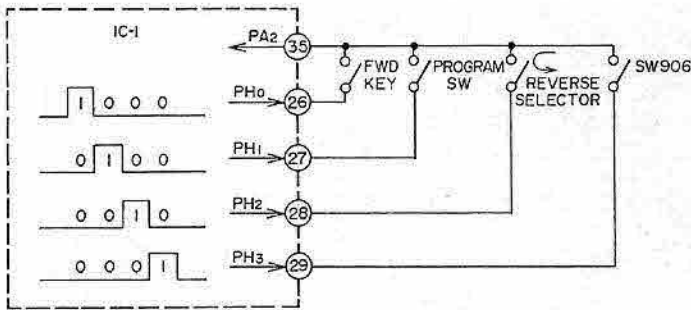 IC-1
PA2 35
FWD KEY
PROGRAM SW
REVERSE SELECTOR
SW906
1 0 0 0 PH0 26
0 1 0 0 PH1 27
0 0 1 0 PH2 28
0 0 0 1 PH3 29